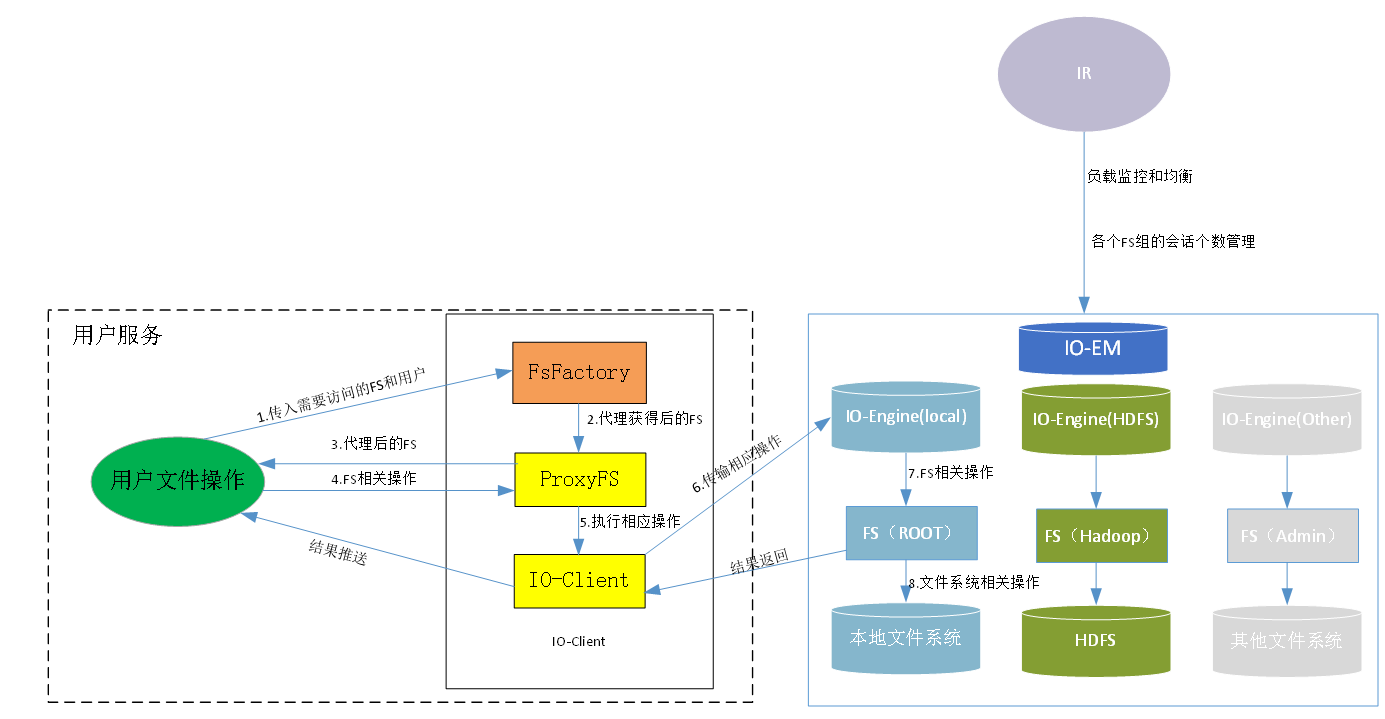 IR
负载监控和均衡
各个FS组的会话个数管理
用户服务
FsFactory
1.传入需要访问的FS和用户
2.代理获得后的FS
3.代理后的FS
ProxyFS
用户文件操作
4.FS相关操作
5.执行相应操作
结果推送
IO-Client
IO-Client
6.传输相应操作
结果返回
IO-EM
IO-Engine(local)
IO-Engine(HDFS)
IO-Engine(Other)
7.FS相关操作
FS（ROOT）
FS（Hadoop）
FS（Admin）
8.文件系统相关操作
本地文件系统
HDFS
其他文件系统